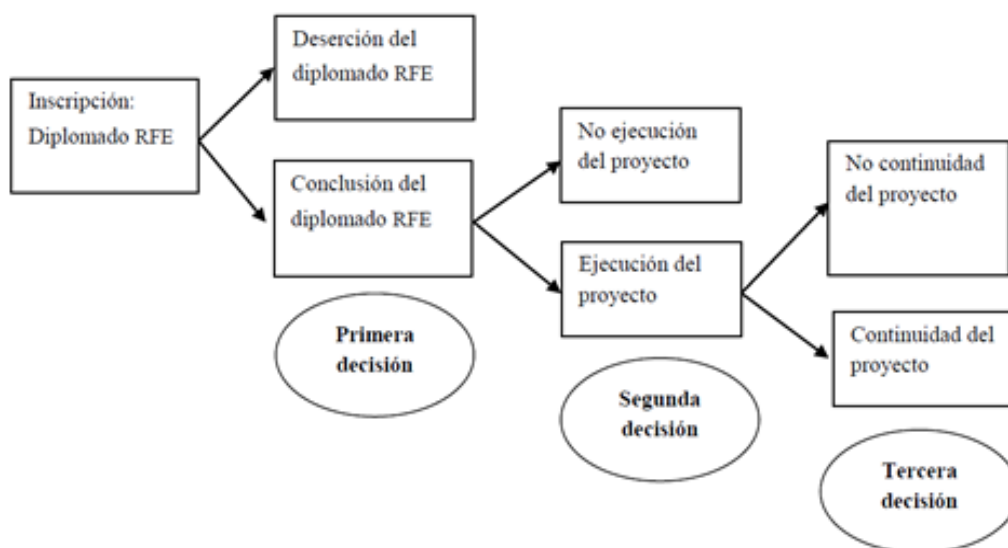 Inscripción:
Diplomado RFE
Deserción del
diplomado RFE
Conclusión del
diplomado RFE
Primera
decisión
No ejecución
del proyecto
Ejecución del
proyecto
Segunda
decisión
No continuidad
del proyecto
Continuidad del
proyecto
Tercera
decisión